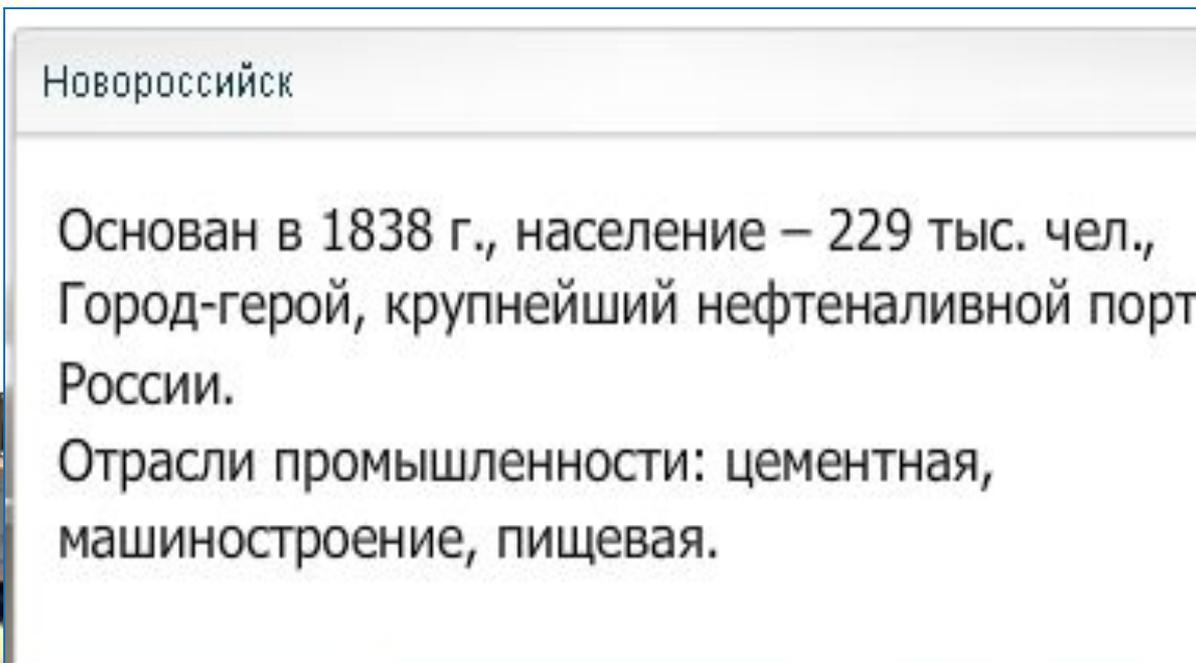 Новороссийск
Основан в 1838 г., население – 229 тыс. чел.,
Город-герой, крупнейший нефтеналивной порт
России.
Отрасли промышленности: цементная,
машиностроение, пищевая.